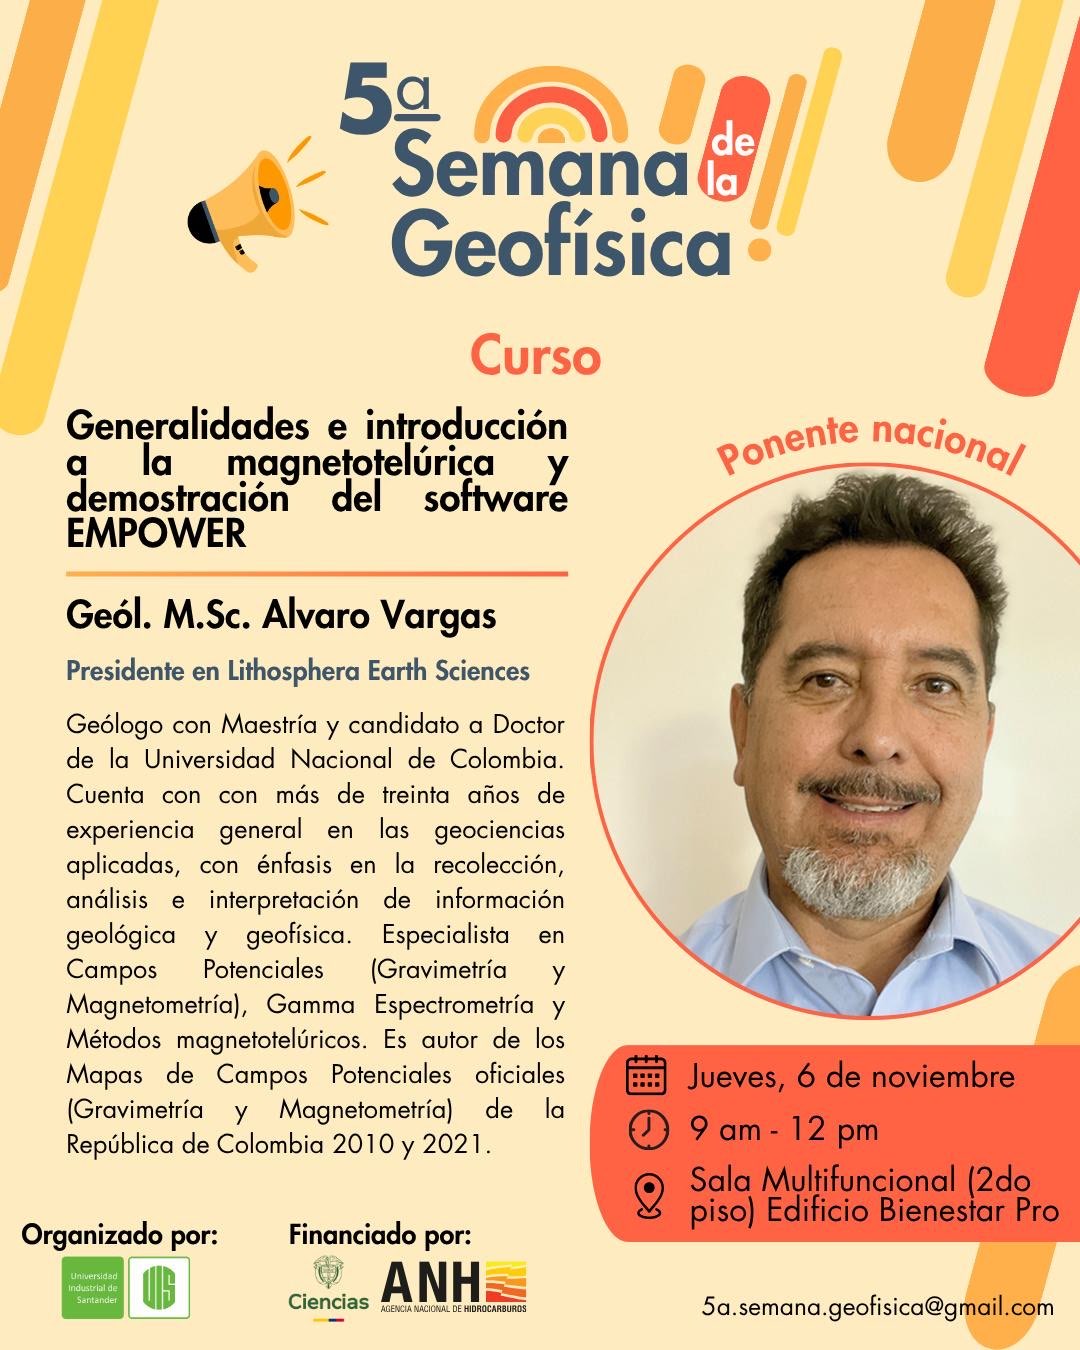 5a
Semana de la
Geofísica
Curso
Generalidades e introducción
a la magnetotelúrica y
demostración del software
EMPOWER
Ponente nacional
Geól. M.Sc. Alvaro Vargas
Presidente en Lithosphera Earth Sciences
Geólogo con Maestría y candidato a Doctor
de la Universidad Nacional de Colombia.
Cuenta con con más de treinta años de
experiencia general en las geociencias
aplicadas, con énfasis en la recolección,
análisis e interpretación de información
geológica y geofísica. Especialista en
Campos Potenciales (Gravimetría y
Magnetometría), Gamma Espectrometría y
Métodos magnetotelúricos. Es autor de los
Mapas de Campos Potenciales oficiales
(Gravimetría y Magnetometría) de la
República de Colombia 2010 y 2021.
Jueves, 6 de noviembre
9 am - 12 pm
Sala Multifuncional (2do
piso) Edificio Bienestar Pro
Organizado por:
Universidad
Industrial de
Santander
UIS
Financiado por:
Ciencias
ANH
AGENCIA NACIONAL DE HIDROCARBUROS
5a.semana.geofisica@gmail.com